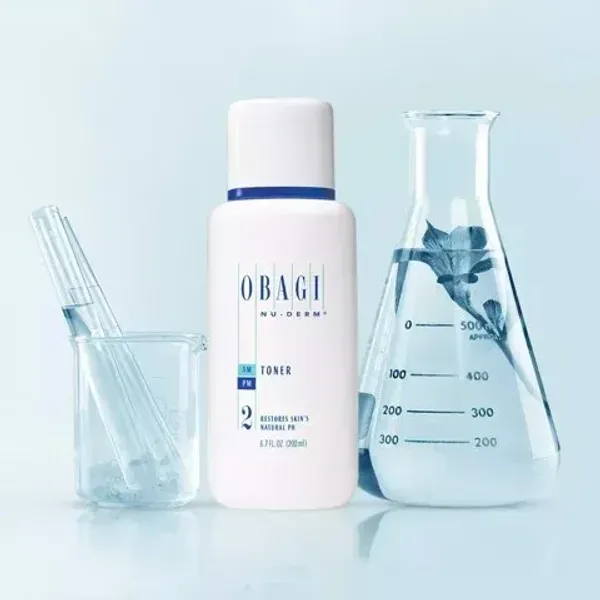 OBAGI
NU-DERM®
AM
PM
TONER
2
RESTORES SKIN'S
NATURAL PH
6.7 FL. OZ. (200ml)
0 500
APPROX
100 400
200 300
300 200